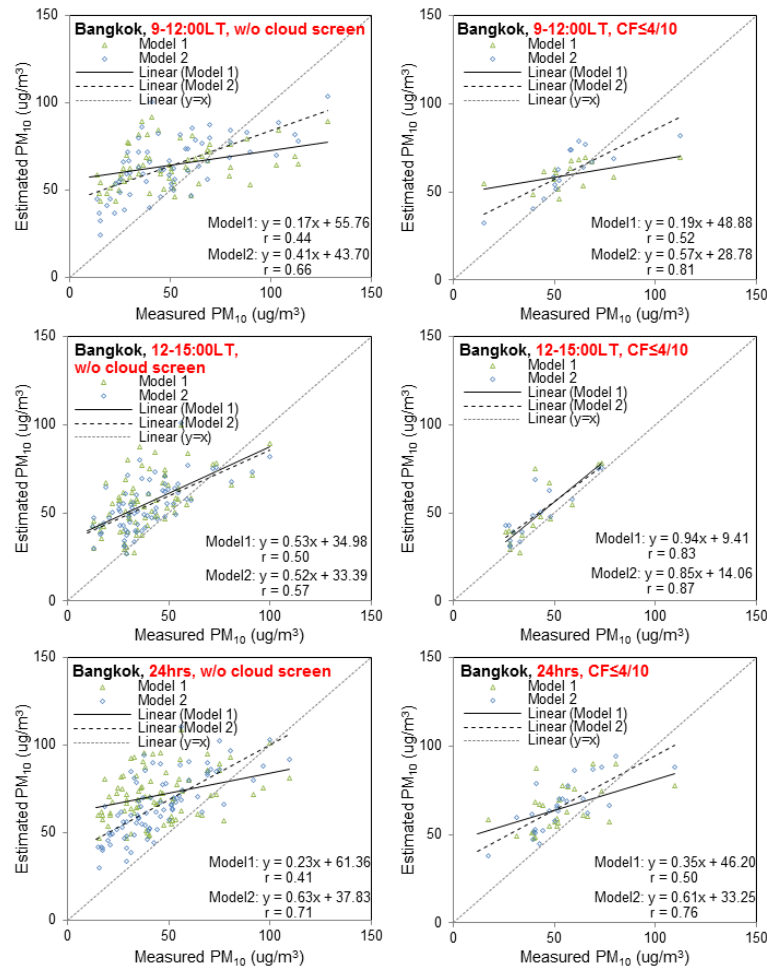 Bangkok, 9-12:00LT, w/o cloud screen
Model 1
Model 2
Linear (Model 1)
Linear (Model 2)
Linear (y=x)
150
100
50
0
Estimated PM10 (ug/m³)
Model1: y = 0.17x + 55.76
r = 0.44
Model2: y = 0.41x + 43.70
r = 0.66
0 50 100 150
Measured PM10 (ug/m³)
Bangkok, 9-12:00LT, CF≤4/10
Model 1
Model 2
Linear (Model 1)
Linear (Model 2)
Linear (y=x)
150
100
50
0
Estimated PM10 (ug/m³)
Model1: y = 0.19x + 48.88
r = 0.52
Model2: y = 0.57x + 28.78
r = 0.81
0 50 100 150
Measured PM10 (ug/m³)
Bangkok, 12-15:00LT,
w/o cloud screen
Model 1
Model 2
Linear (Model 1)
Linear (Model 2)
Linear (y=x)
150
100
50
0
Estimated PM10 (ug/m³)
Model1: y = 0.53x + 34.98
r = 0.50
Model2: y = 0.52x + 33.39
r = 0.57
0 50 100 150
Measured PM10 (ug/m³)
Bangkok, 12-15:00LT, CF≤4/10
Model 1
Model 2
Linear (Model 1)
Linear (Model 2)
Linear (y=x)
150
100
50
0
Estimated PM10 (ug/m³)
Model1: y = 0.94x + 9.41
r = 0.83
Model2: y = 0.85x + 14.06
r = 0.87
0 50 100 150
Measured PM10 (ug/m³)
Bangkok, 24hrs, w/o cloud screen
Model 1
Model 2
Linear (Model 1)
Linear (Model 2)
Linear (y=x)
150
100
50
0
Estimated PM10 (ug/m³)
Model1: y = 0.23x + 61.36
r = 0.41
Model2: y = 0.63x + 37.83
r = 0.71
0 50 100 150
Measured PM10 (ug/m³)
Bangkok, 24hrs, CF≤4/10
Model 1
Model 2
Linear (Model 1)
Linear (Model 2)
Linear (y=x)
150
100
50
0
Estimated PM10 (ug/m³)
Model1: y = 0.35x + 46.20
r = 0.50
Model2: y = 0.61x + 33.25
r = 0.76
0 50 100 150
Measured PM10 (ug/m³)